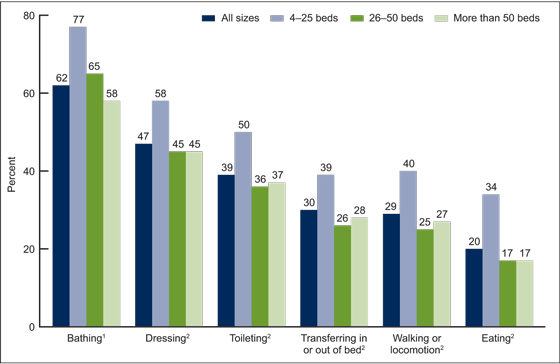 All sizes 4–25 beds 26–50 beds More than 50 beds
80
60
40
20
0
Percent
62 77 65 58
47 58 45 45
39 50 36 37
30 39 26 28
29 40 25 27
20 34 17 17
Bathing¹ Dressing² Toileting² Transferring in Walking or Eating²
or out of bed² locomotion²